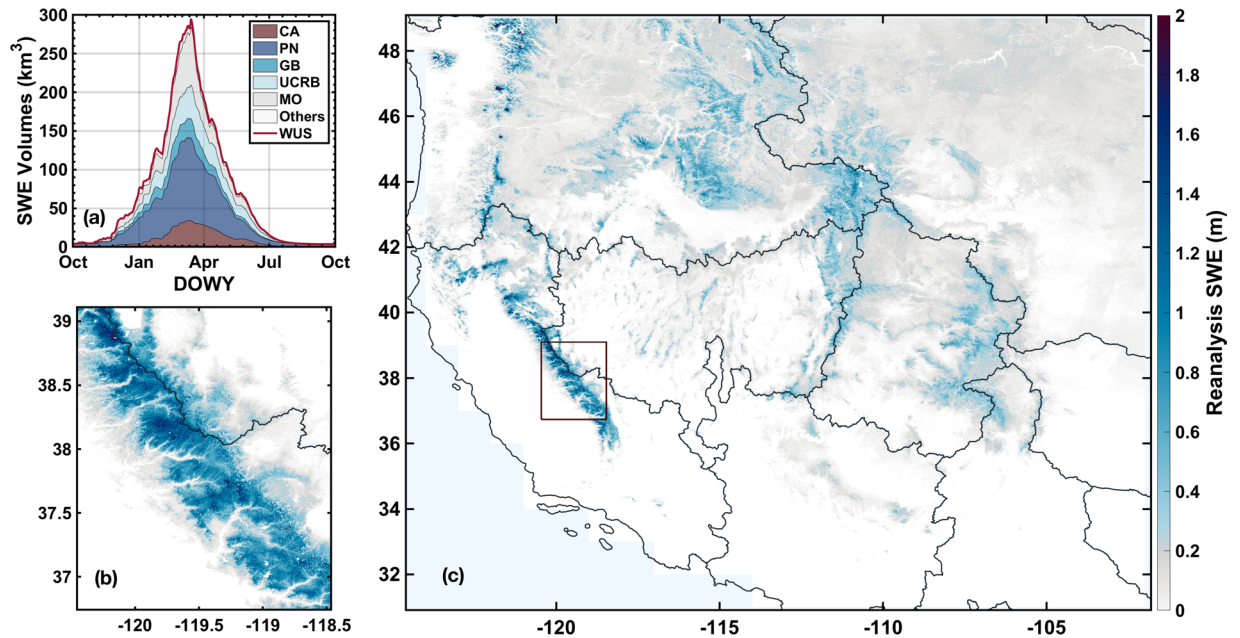 300
250
200
150
100
50
0
SWE Volumes (km3)
CA
PN
GB
UCRB
MO
Others
WUS
(a)
Oct Jan Apr Jul Oct
DOWY
39
38.5
38
37.5
37
(b)
-120 -119.5 -119 -118.5
48
46
44
42
40
38
36
34
32
(c)
-120 -115 -110 -105
2
1.8
1.6
1.4
1.2
1
0.8
0.6
0.4
0.2
0
Reanalysis SWE (m)